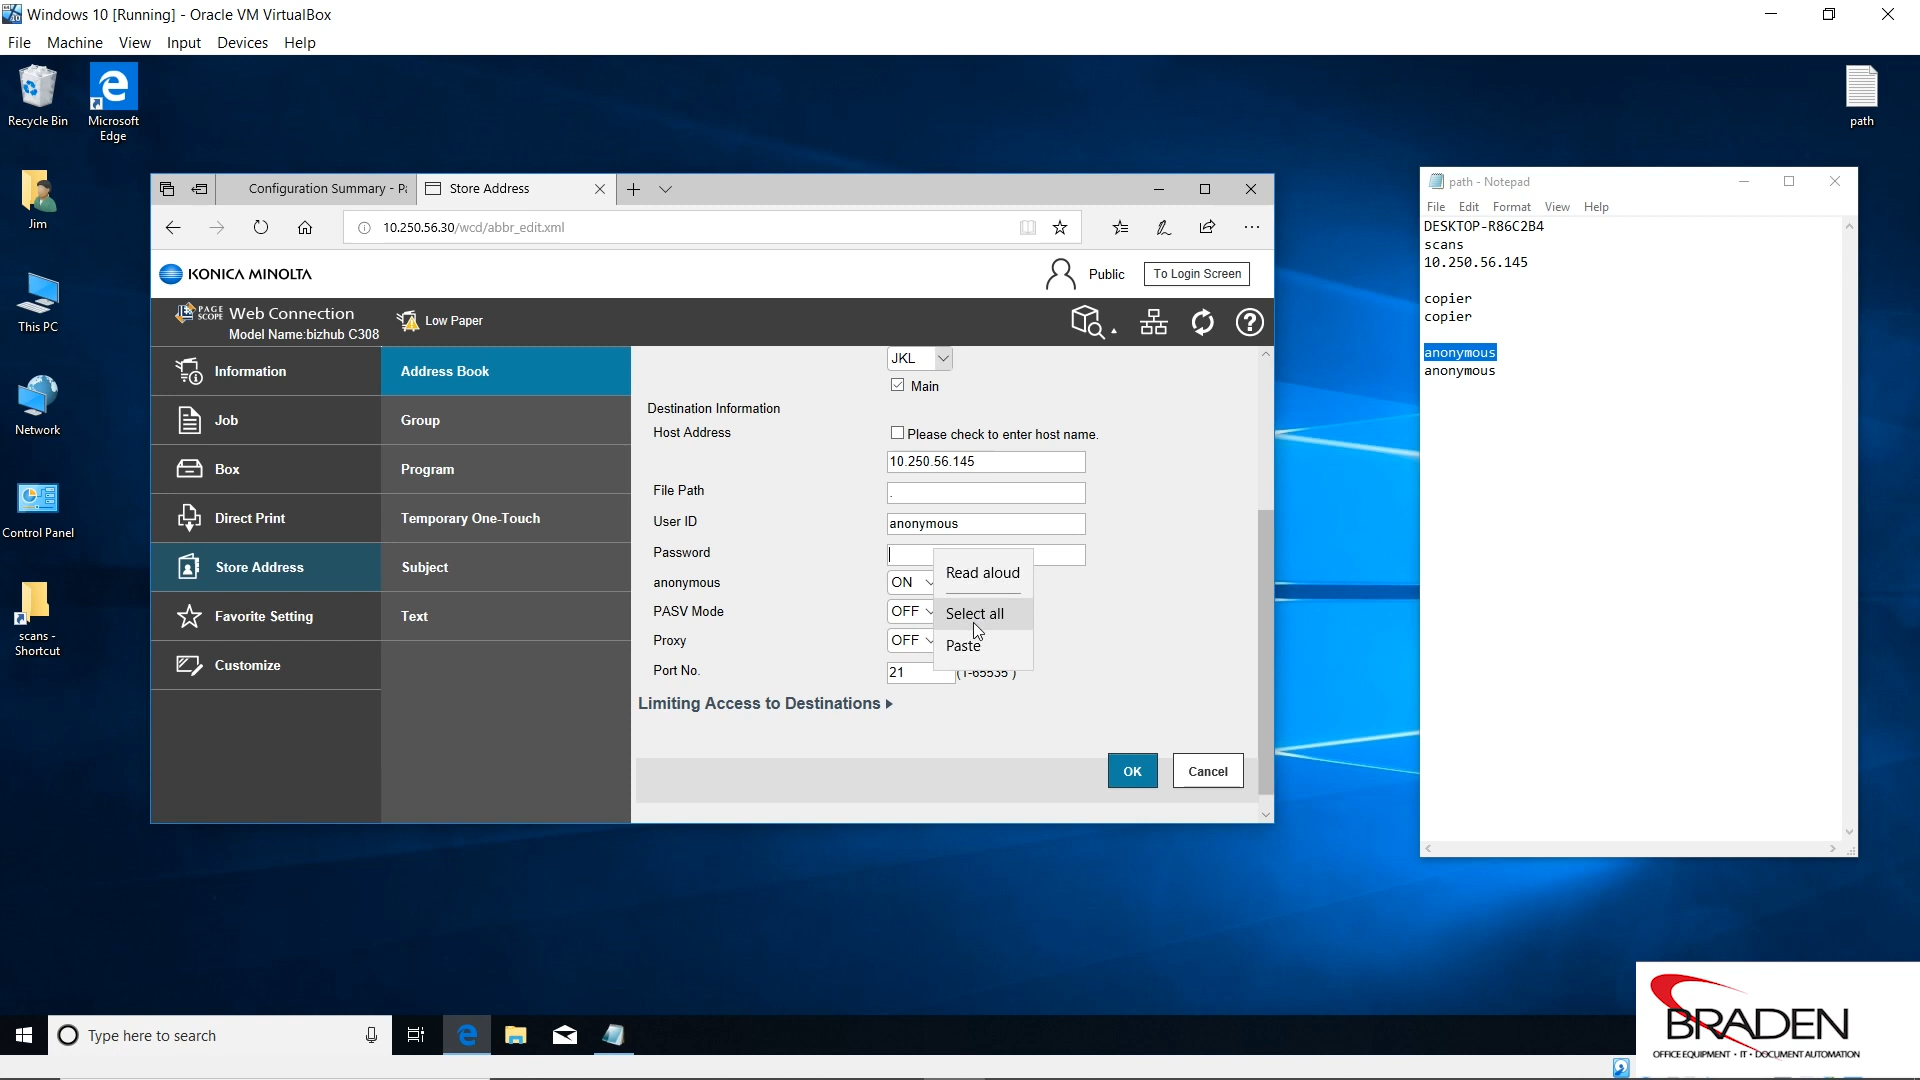 Windows 10 [Running] - Oracle VM VirtualBox
File Machine View Input Devices Help
Recycle Bin
Microsoft
Edge
Jim
This PC
Network
Control Panel
scans -
Shortcut
path
Configuration Summary - Pa
Store Address
10.250.56.30/wcd/abbr_edit.xml
KONICA MINOLTA
Public
To Login Screen
PAGE
SCOPE
Web Connection
Model Name:bizhub C308
Low Paper
Information
Job
Box
Direct Print
Store Address
Favorite Setting
Customize
Address Book
Group
Program
Temporary One-Touch
Subject
Text
JKL
Main
Destination Information
Host Address
Please check to enter host name.
10.250.56.145
File Path
.
User ID
anonymous
Password
anonymous
ON
PASV Mode
OFF
Proxy
OFF
Port No.
21
(1-65535 )
Read aloud
Select all
Paste
Limiting Access to Destinations
OK
Cancel
path - Notepad
File Edit Format View Help
DESKTOP-R86C2B4
scans
10.250.56.145
copier
copier
anonymous
anonymous
Type here to search
BRADEN
OFFICE EQUIPMENT • IT • DOCUMENT AUTOMATION